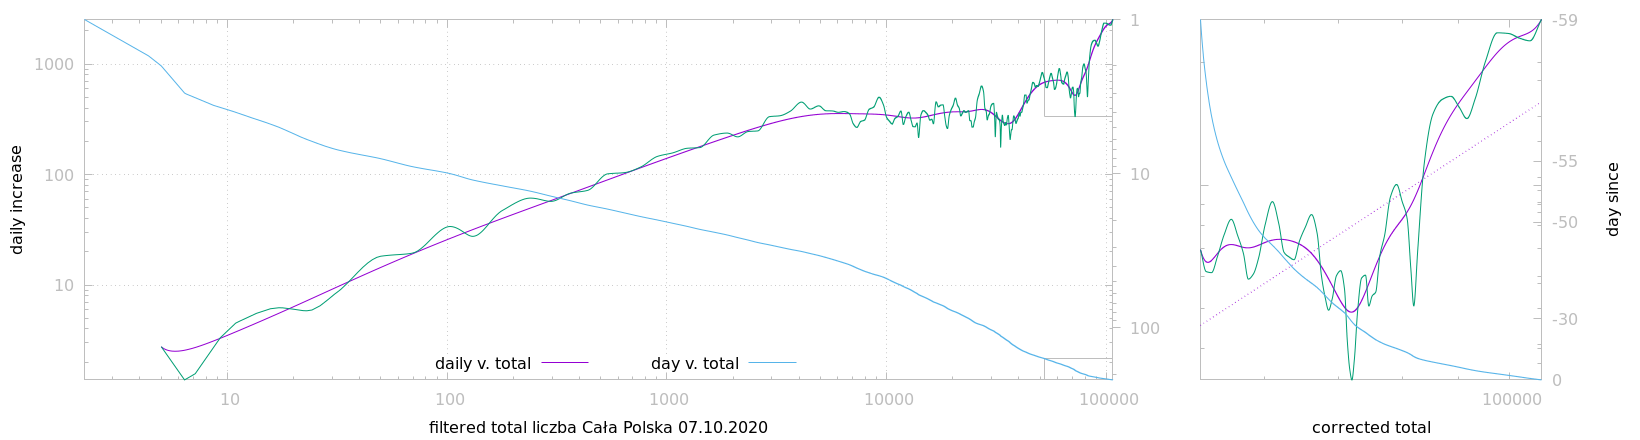 daily increase
1000
100
10
daily v. total
day v. total
10
100
1000
10000
100000
filtered total liczba Cała Polska 07.10.2020
1
10
100
-59
-55
-50
-30
0
day since
100000
corrected total